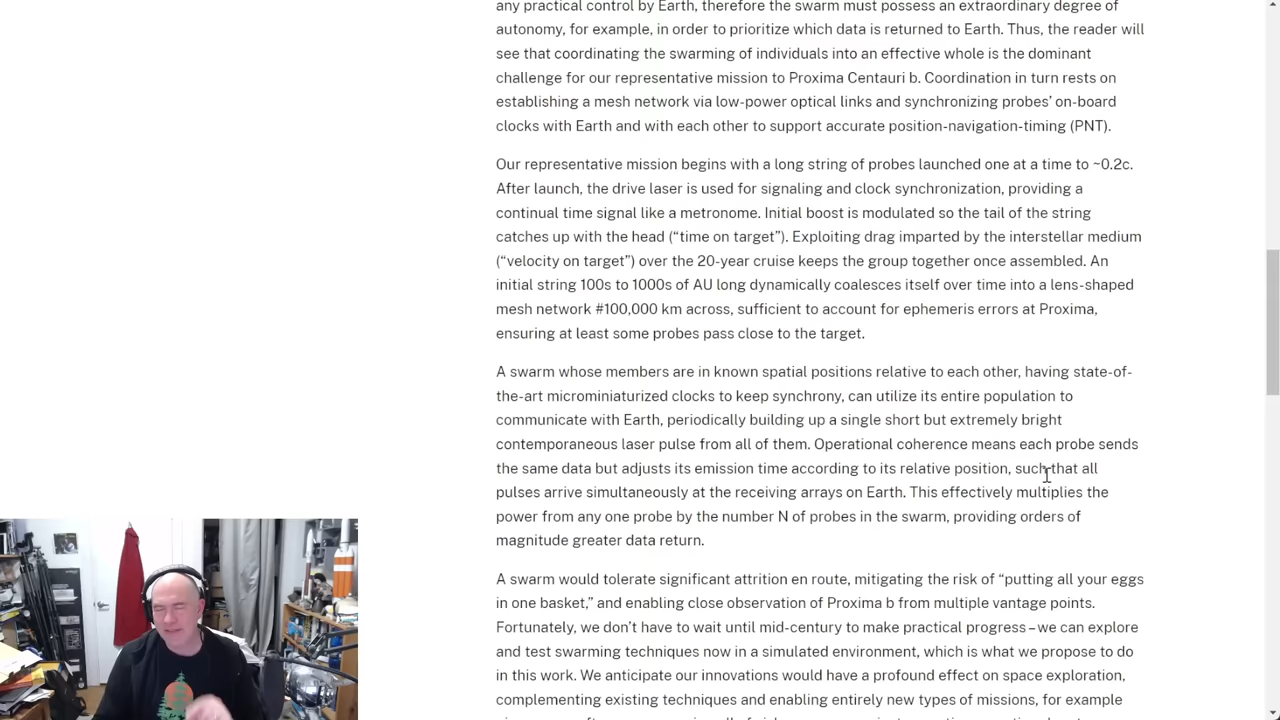 any practical control by Earth, therefore the swarm must possess an extraordinary degree of
autonomy, for example, in order to prioritize which data is returned to Earth. Thus, the reader will
see that coordinating the swarming of individuals into an effective whole is the dominant
challenge for our representative mission to Proxima Centauri b. Coordination in turn rests on
establishing a mesh network via low-power optical links and synchronizing probes’ on-board
clocks with Earth and with each other to support accurate position-navigation-timing (PNT).
Our representative mission begins with a long string of probes launched one at a time to ~0.2c.
After launch, the drive laser is used for signaling and clock synchronization, providing a
continual time signal like a metronome. Initial boost is modulated so the tail of the string
catches up with the head (“time on target”). Exploiting drag imparted by the interstellar medium
(“velocity on target”) over the 20-year cruise keeps the group together once assembled. An
initial string 100s to 1000s of AU long dynamically coalesces itself over time into a lens-shaped
mesh network #100,000 km across, sufficient to account for ephemeris errors at Proxima,
ensuring at least some probes pass close to the target.
A swarm whose members are in known spatial positions relative to each other, having state-of-
the-art microminiaturized clocks to keep synchrony, can utilize its entire population to
communicate with Earth, periodically building up a single short but extremely bright
contemporaneous laser pulse from all of them. Operational coherence means each probe sends
the same data but adjusts its emission time according to its relative position, such that all
pulses arrive simultaneously at the receiving arrays on Earth. This effectively multiplies the
power from any one probe by the number N of probes in the swarm, providing orders of
magnitude greater data return.
A swarm would tolerate significant attrition en route, mitigating the risk of “putting all your eggs
in one basket,” and enabling close observation of Proxima b from multiple vantage points.
Fortunately, we don’t have to wait until mid-century to make practical progress – we can explore
and test swarming techniques now in a simulated environment, which is what we propose to do
in this work. We anticipate our innovations would have a profound effect on space exploration,
complementing existing techniques and enabling entirely new types of missions, for example